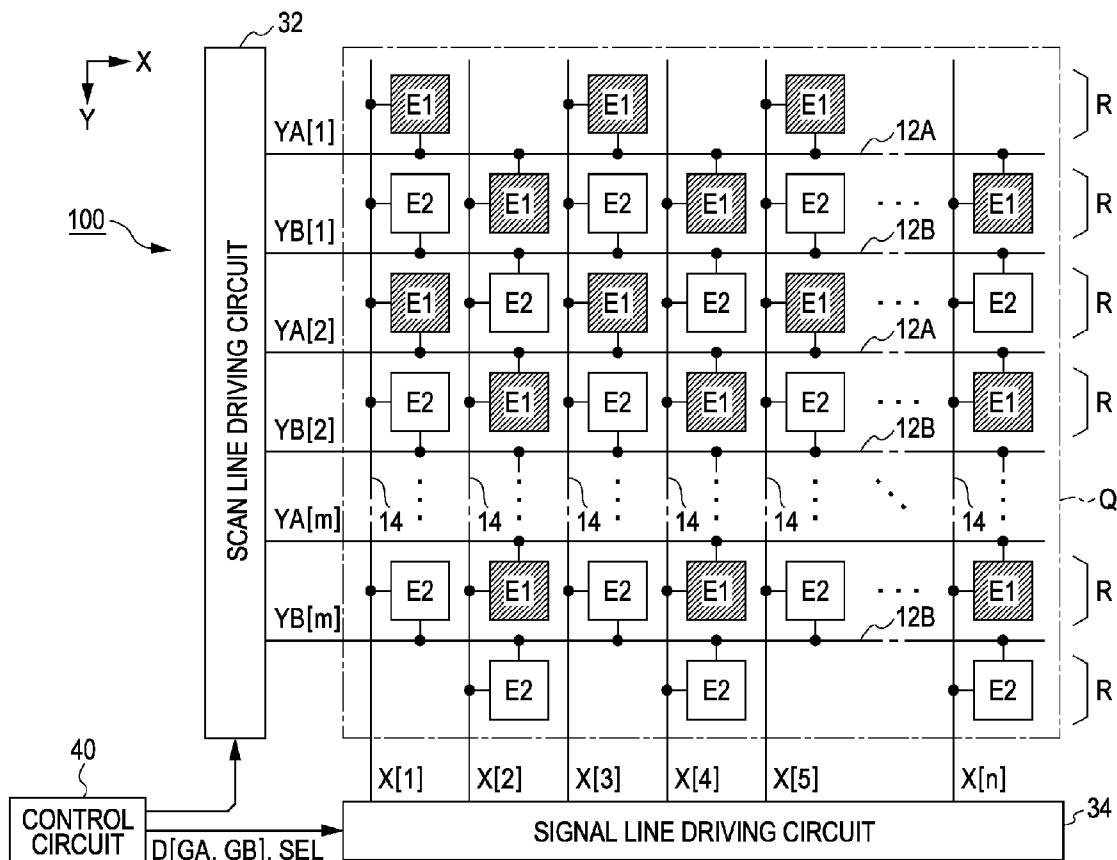 32
X
Y
E1 E1 E1 R
YA[1] 12A
E2 E1 E2 E1 E2 · · · E1 R
100
YB[1] 12B
E1 E2 E1 E2 E1 · · · E2 R
SCAN LINE DRIVING CIRCUIT
YA[2] 12A
E2 E1 E2 E1 E2 E1 R
YB[2] 12B
14 14 14 14 14 14 Q
YA[m]
E2 E1 E2 E1 E2 · · · E1 R
YB[m] 12B
E2 E2 E2 R
40
X[1] X[2] X[3] X[4] X[5] X[n]
CONTROL
CIRCUIT
SIGNAL LINE DRIVING CIRCUIT
34
D[GA, GB], SEL